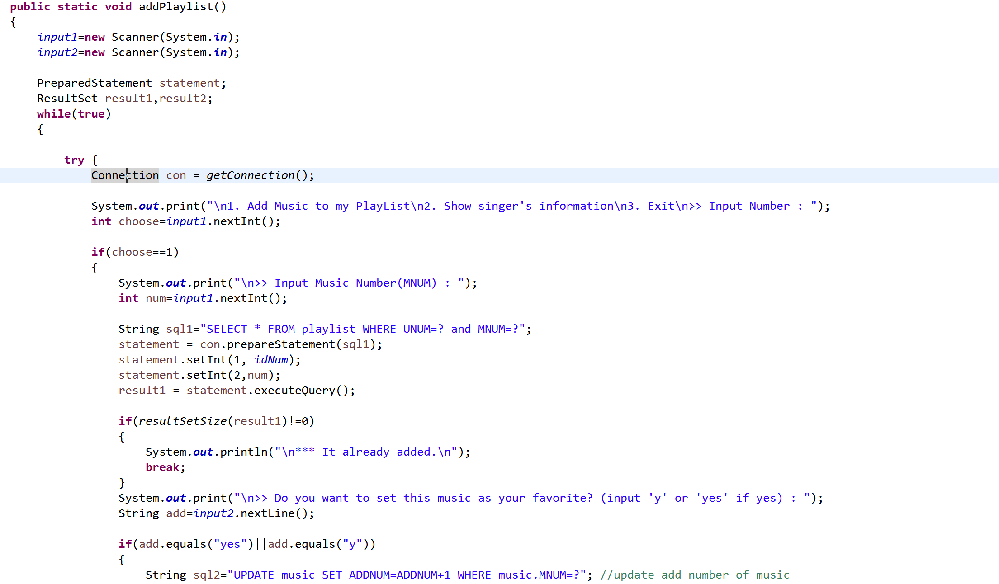 public static void addPlaylist()
{
    input1=new Scanner(System.in);
    input2=new Scanner(System.in);

    PreparedStatement statement;
    ResultSet result1,result2;
    while(true)
    {

        try {
            Connection con = getConnection();

            System.out.print("\n1. Add Music to my PlayList\n2. Show singer's information\n3. Exit\n>> Input Number : ");
            int choose=input1.nextInt();

            if(choose==1)
            {
                System.out.print("\n>> Input Music Number(MNUM) : ");
                int num=input1.nextInt();

                String sql1="SELECT * FROM playlist WHERE UNUM=? and MNUM=?";
                statement = con.prepareStatement(sql1);
                statement.setInt(1, idNum);
                statement.setInt(2,num);
                result1 = statement.executeQuery();

                if(resultSetSize(result1)!=0)
                {
                    System.out.println("\n*** It already added.\n");
                    break;
                }
                System.out.print("\n>> Do you want to set this music as your favorite? (input 'y' or 'yes' if yes) : ");
                String add=input2.nextLine();

                if(add.equals("yes")||add.equals("y"))
                {
                    String sql2="UPDATE music SET ADDNUM=ADDNUM+1 WHERE music.MNUM=?"; //update add number of music